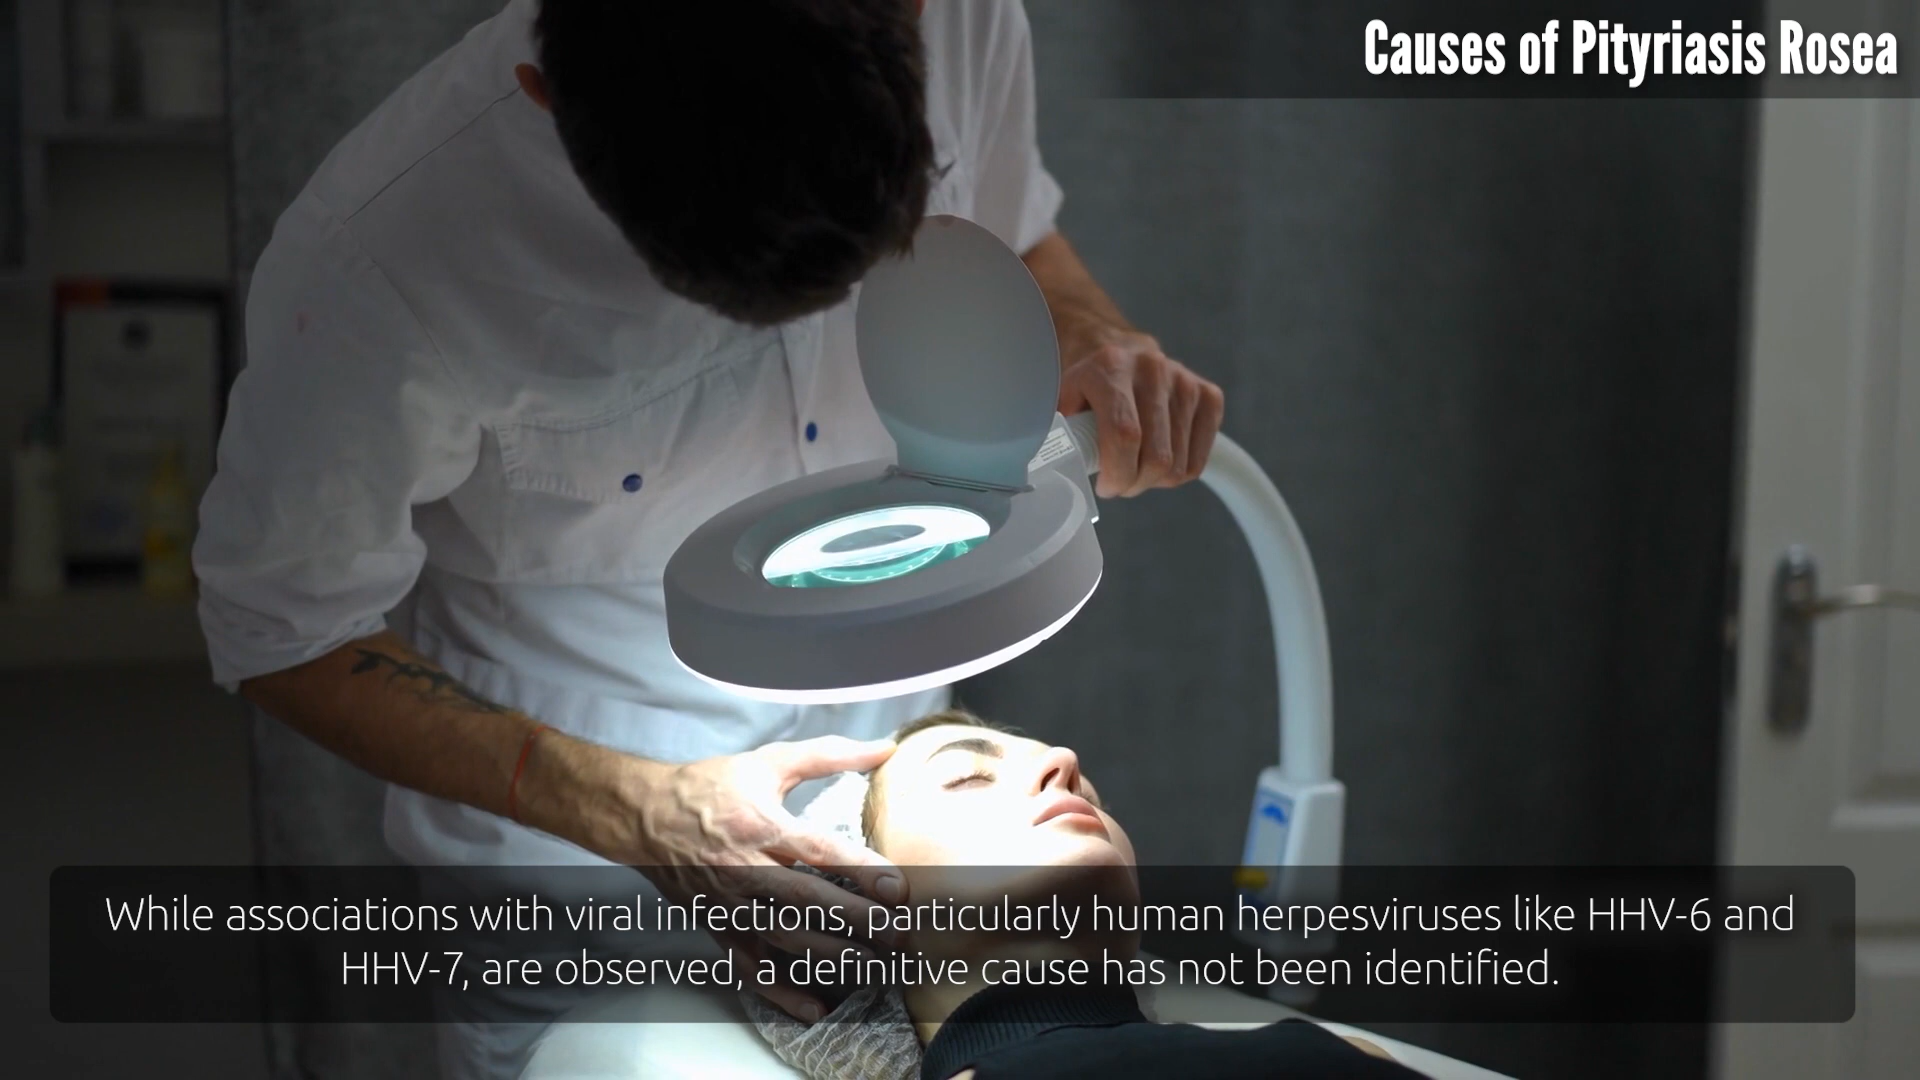 Causes of Pityriasis Rosea
While associations with viral infections, particularly human herpesviruses like HHV-6 and
HHV-7, are observed, a definitive cause has not been identified.